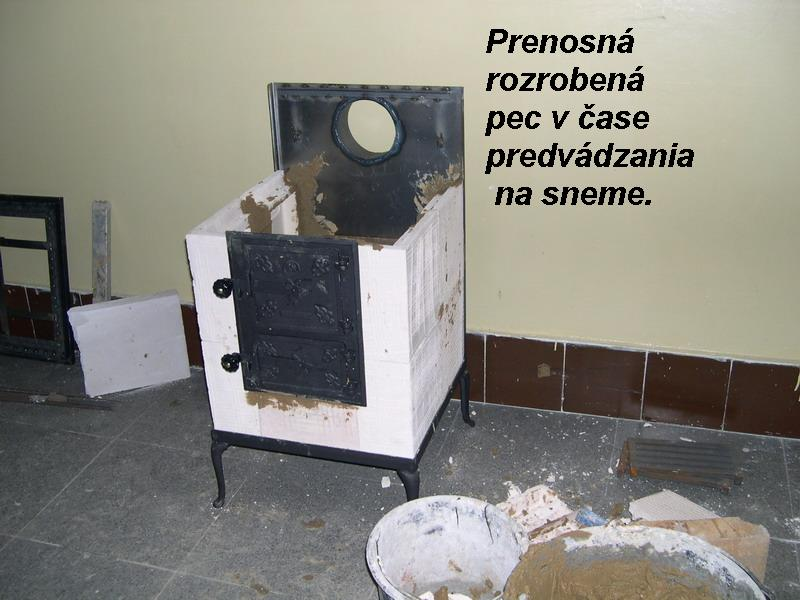 Prenosná
rozrobená
pec v čase
predvádzania
na sneme.